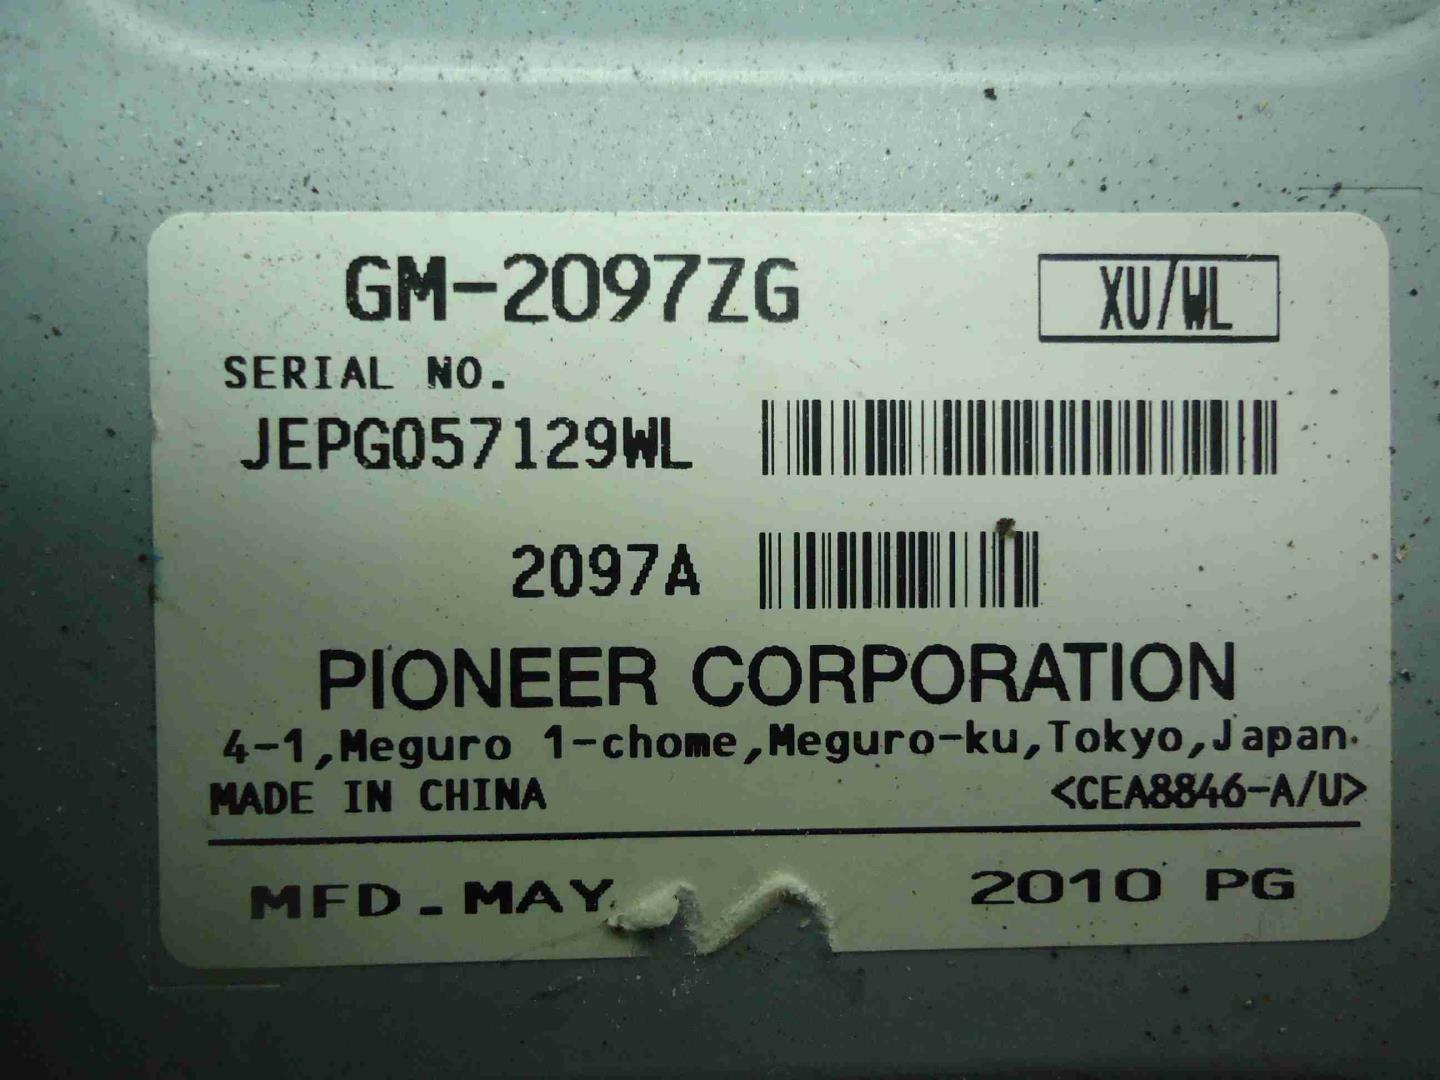 GM-2097ZG XU/WL
SERIAL NO.
JEPG057129WL
2097A
PIONEER CORPORATION
4-1,Meguro 1-chome,Meguro-ku,Tokyo,Japan.
MADE IN CHINA <CEA8846-A/U>
MFD.-MAY. 2010 PG